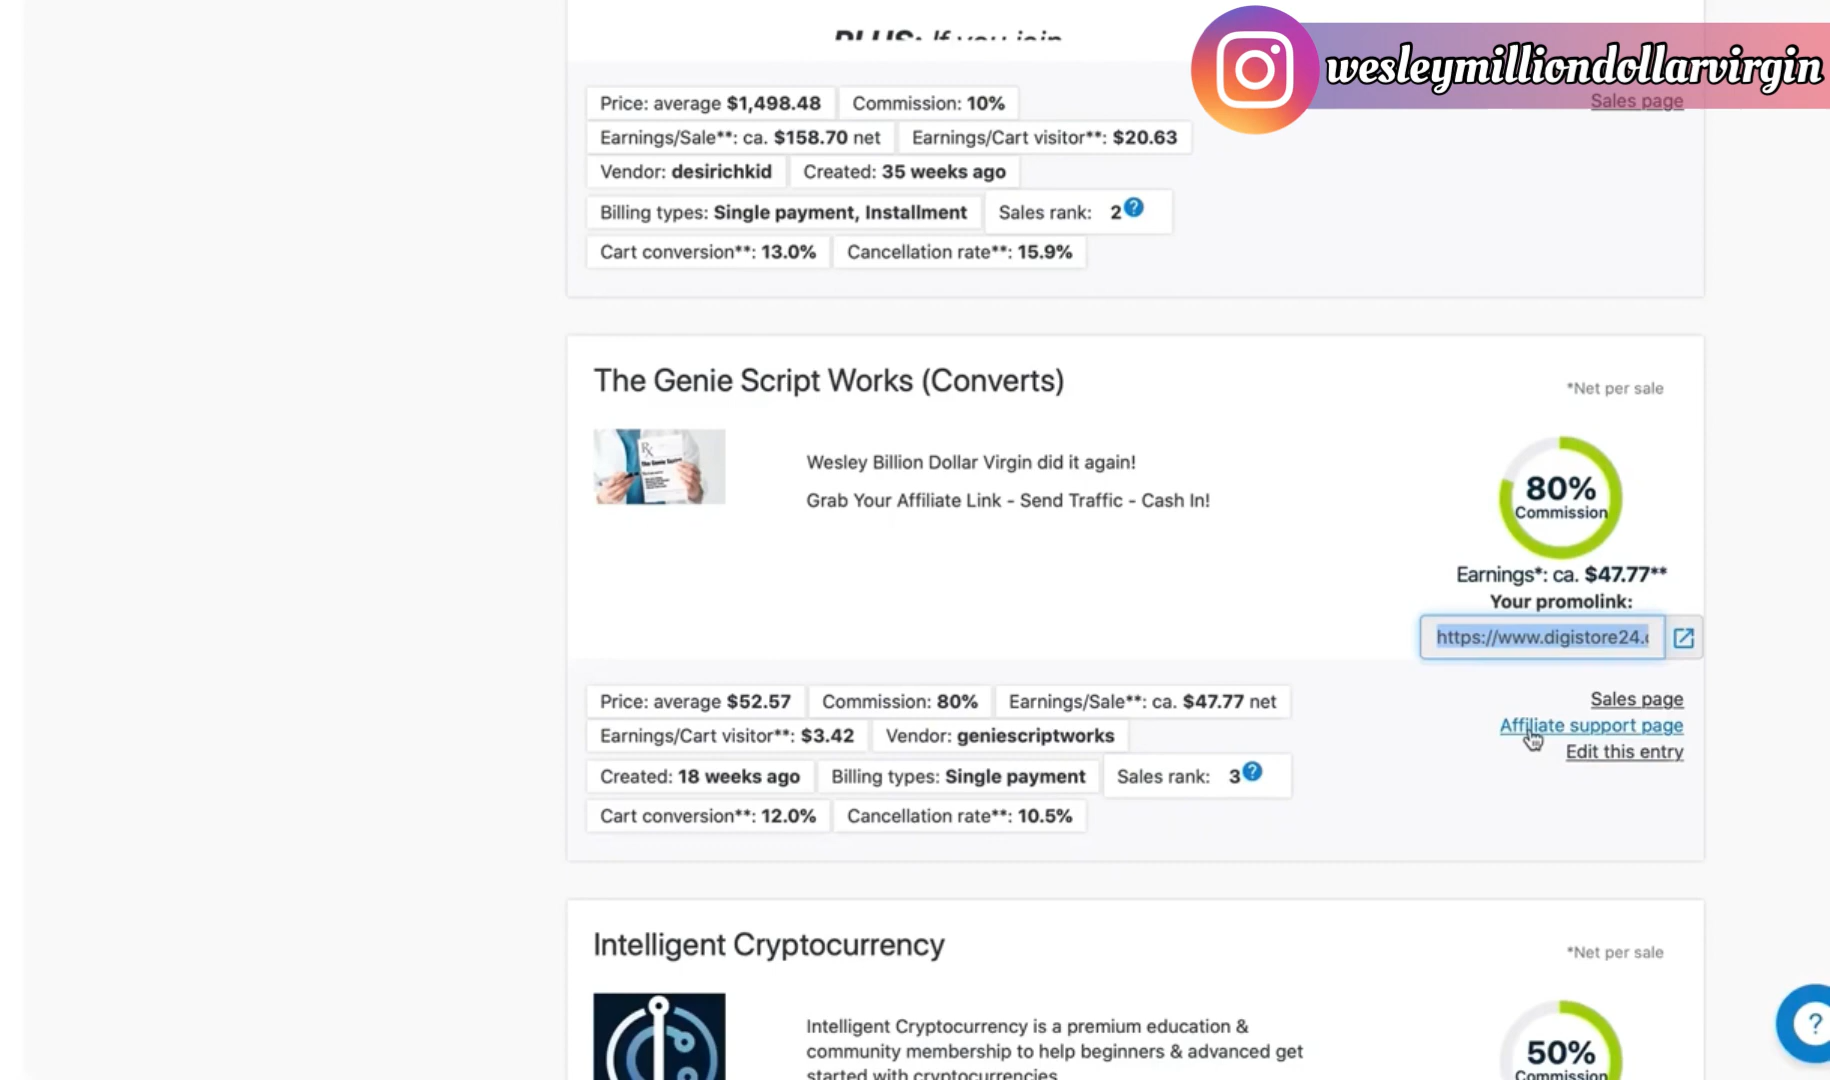 PLUS: If you join
wesleymilliondollarvirgin
Price: average $1,498.48 Commission: 10%
Sales page
Earnings/Sale**: ca. $158.70 net Earnings/Cart visitor**: $20.63
Vendor: desirichkid Created: 35 weeks ago
Billing types: Single payment, Installment Sales rank: 2 ?
Cart conversion**: 13.0% Cancellation rate**: 15.9%
The Genie Script Works (Converts)
*Net per sale
Wesley Billion Dollar Virgin did it again!
Grab Your Affiliate Link - Send Traffic - Cash In!
80%
Commission
Earnings*: ca. $47.77**
Your promolink:
https://www.digistore24.
Price: average $52.57 Commission: 80% Earnings/Sale**: ca. $47.77 net
Sales page
Earnings/Cart visitor**: $3.42 Vendor: geniescriptworks
Affiliate support page
Edit this entry
Created: 18 weeks ago Billing types: Single payment Sales rank: 3 ?
Cart conversion**: 12.0% Cancellation rate**: 10.5%
Intelligent Cryptocurrency
*Net per sale
Intelligent Cryptocurrency is a premium education &
community membership to help beginners & advanced get
started with cryptocurrencies
50%
Commission
?